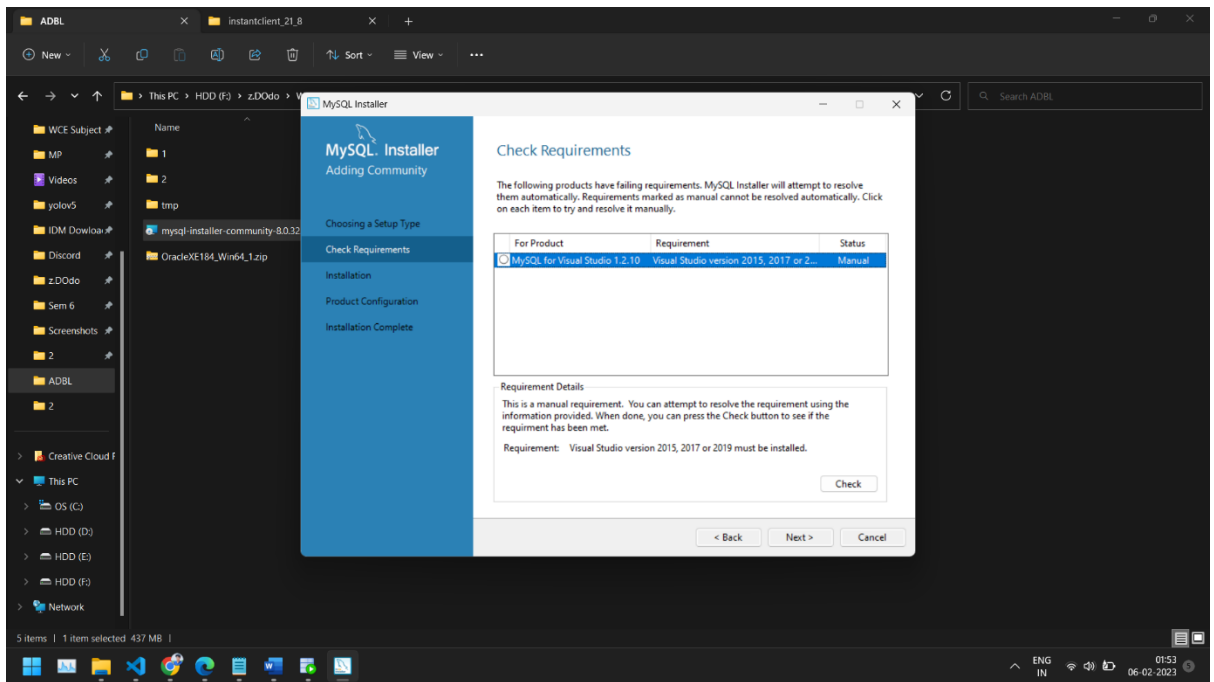 ADBL
instantclient_21_8
New
Sort
View
This PC > HDD (F:) > z.DOdo >
Search ADBL
WCE Subject
MP
Videos
yolov5
IDM Dowloa
Discord
z.DOdo
Sem 6
Screenshots
2
ADBL
2
Creative Cloud F
This PC
OS (C:)
HDD (D:)
HDD (E:)
HDD (F:)
Network
Name
1
2
tmp
mysql-installer-community-8.0.32
OracleXE184_Win64_1.zip
MySQL Installer
MySQL. Installer
Adding Community
Choosing a Setup Type
Check Requirements
Installation
Product Configuration
Installation Complete
Check Requirements
The following products have failing requirements. MySQL Installer will attempt to resolve
them automatically. Requirements marked as manual cannot be resolved automatically. Click
on each item to try and resolve it manually.
For Product Requirement Status
MySQL for Visual Studio 1.2.10 Visual Studio version 2015, 2017 or 2... Manual
Requirement Details
This is a manual requirement. You can attempt to resolve the requirement using the
information provided. When done, you can press the Check button to see if the
requirment has been met.
Requirement: Visual Studio version 2015, 2017 or 2019 must be installed.
Check
< Back Next > Cancel
5 items | 1 item selected 437 MB |
ENG
IN
01:53
06-02-2023
5